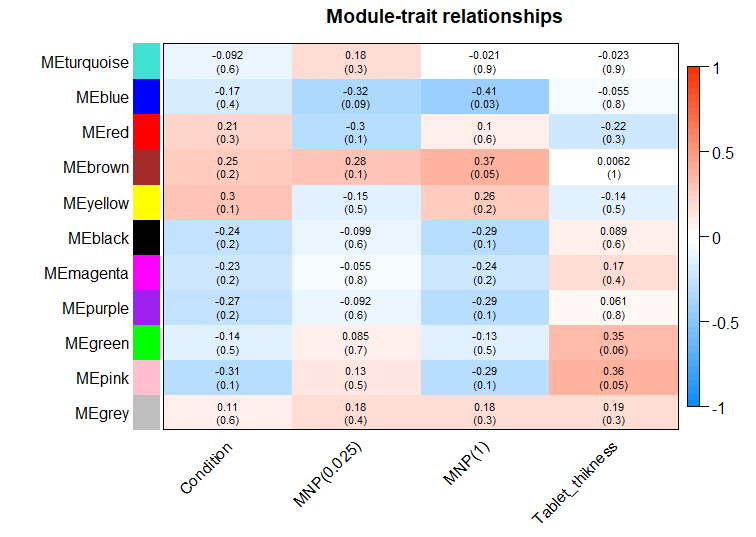 Module-trait relationships
MEturquoise -0.092 0.18 -0.021 -0.023
(0.6) (0.3) (0.9) (0.9)
MEblue -0.17 -0.32 -0.41 -0.055
(0.4) (0.09) (0.03) (0.8)
MEred 0.21 -0.3 0.1 -0.22
(0.3) (0.1) (0.6) (0.3)
MEbrown 0.25 0.28 0.37 0.0062
(0.2) (0.1) (0.05) (1)
MEyellow 0.3 -0.15 0.26 -0.14
(0.1) (0.5) (0.2) (0.5)
MEblack -0.24 -0.099 -0.29 0.089
(0.2) (0.6) (0.1) (0.6)
MEmagenta -0.23 -0.055 -0.24 0.17
(0.2) (0.8) (0.2) (0.4)
MEpurple -0.27 -0.092 -0.29 0.061
(0.2) (0.6) (0.1) (0.8)
MEgreen -0.14 0.085 -0.13 0.35
(0.5) (0.7) (0.5) (0.06)
MEpink -0.31 0.13 -0.29 0.36
(0.1) (0.5) (0.1) (0.05)
MEgrey 0.11 0.18 0.18 0.19
(0.6) (0.4) (0.3) (0.3)
Condition MNP(0.025) MNP(1) Tablet_thikness
1
0.5
0
-0.5
-1